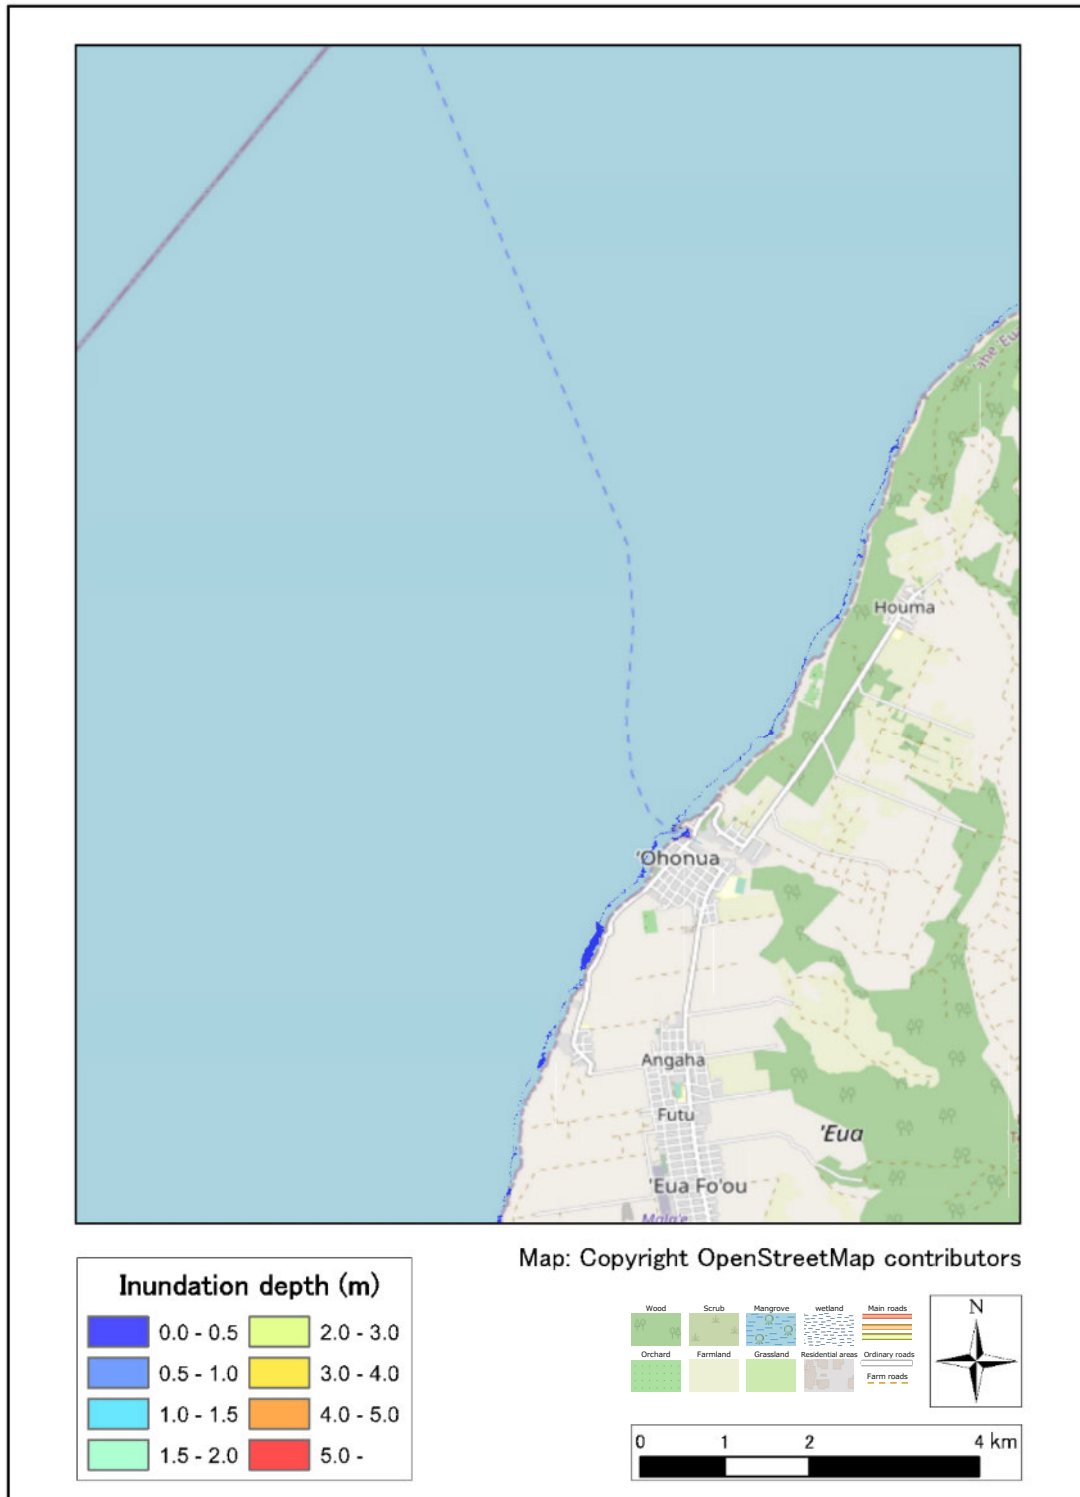 Vahe 'Eu
Houma
'Ohonua
Angaha
Futu
'Eua
'Eua Fo'ou
Mala'e
Map: Copyright OpenStreetMap contributors
Inundation depth (m)
0.0 - 0.5
0.5 - 1.0
1.0 - 1.5
1.5 - 2.0
2.0 - 3.0
3.0 - 4.0
4.0 - 5.0
5.0 -
Wood Scrub Mangrove wetland Main roads
Orchard Farmland Grassland Residential areas Ordinary roads
Farm roads
N
0 1 2 4 km